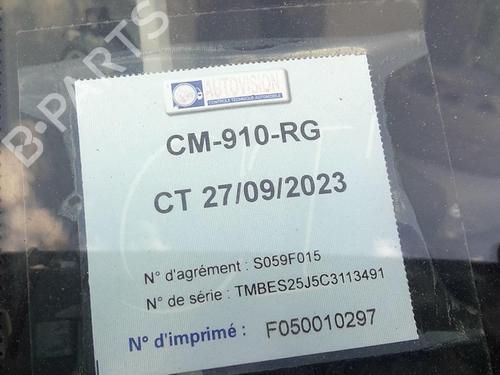 AUTOVISION
CONTROLE TECHNIQUE AUTOMOBILE
CM-910-RG
CT 27/09/2023
N° d'agrément : S059F015
N° de série : TMBES25J5C3113491
N° d'imprimé : F050010297
B-PARTS
CT